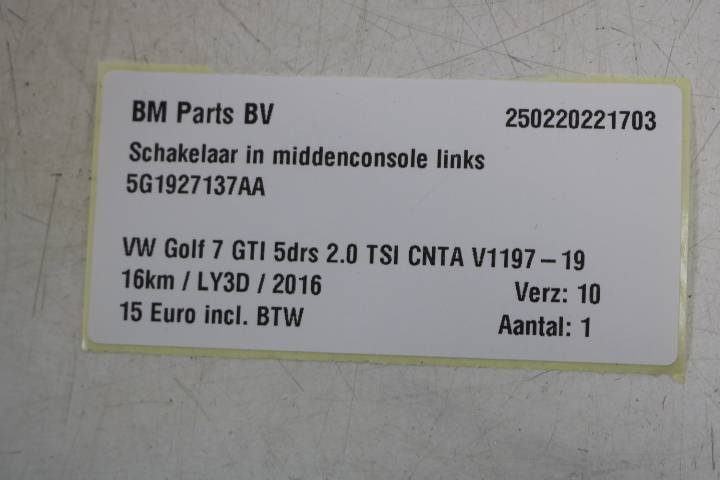 BM Parts BV 250220221703
Schakelaar in middenconsole links
5G1927137AA
VW Golf 7 GTI 5drs 2.0 TSI CNTA V1197-19
16km / LY3D / 2016 Verz: 10
15 Euro incl. BTW Aantal: 1